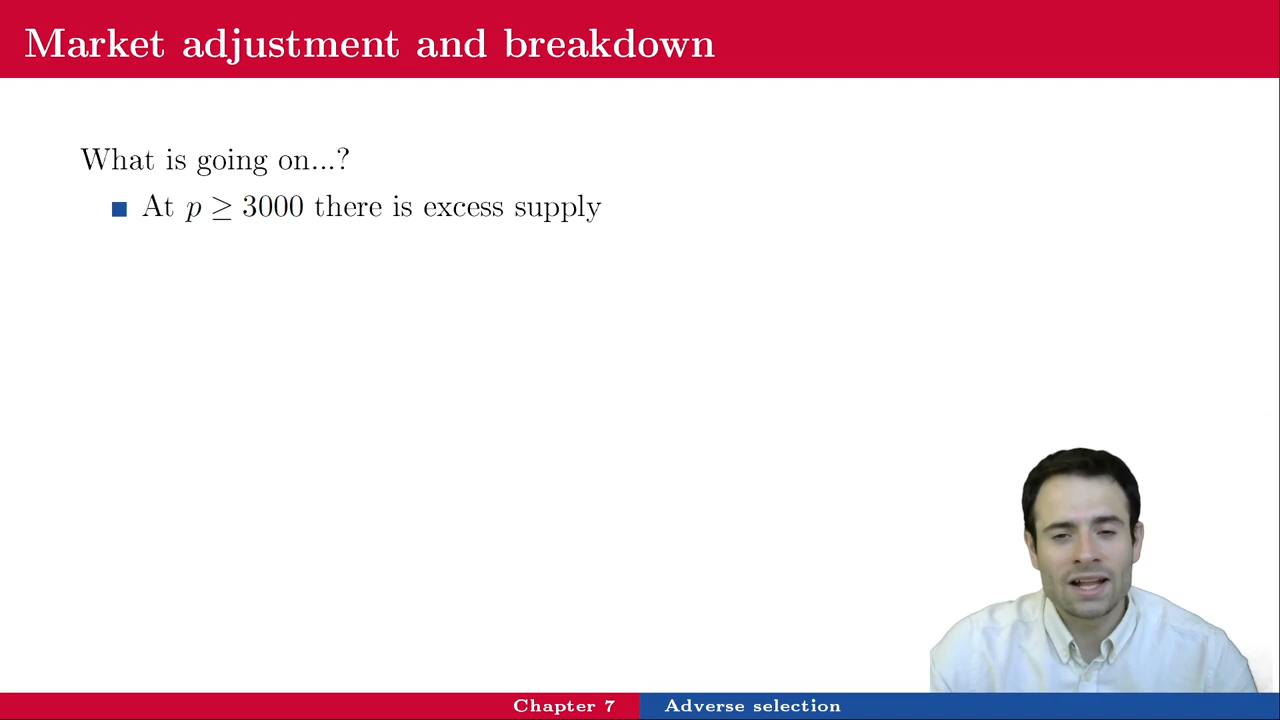 Market adjustment and breakdown
What is going on...?
At p ≥ 3000 there is excess supply
Chapter 7
Adverse selection